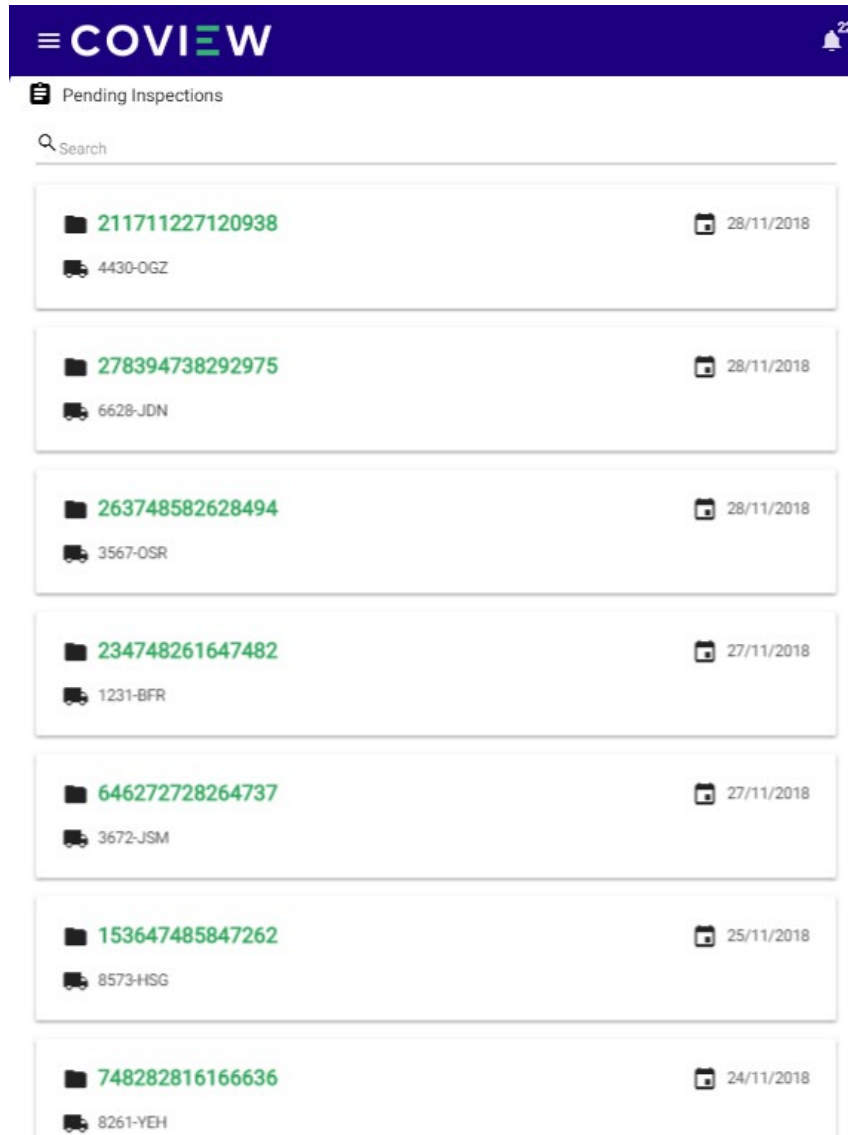 COVIEW
Pending Inspections
Search
211711227120938 28/11/2018
4430-OGZ
278394738292975 28/11/2018
6628-JDN
263748582628494 28/11/2018
3567-OSR
234748261647482 27/11/2018
1231-BFR
646272728264737 27/11/2018
3672-JSM
153647485847262 25/11/2018
8573-HSG
748282816166636 24/11/2018
8261-YEH